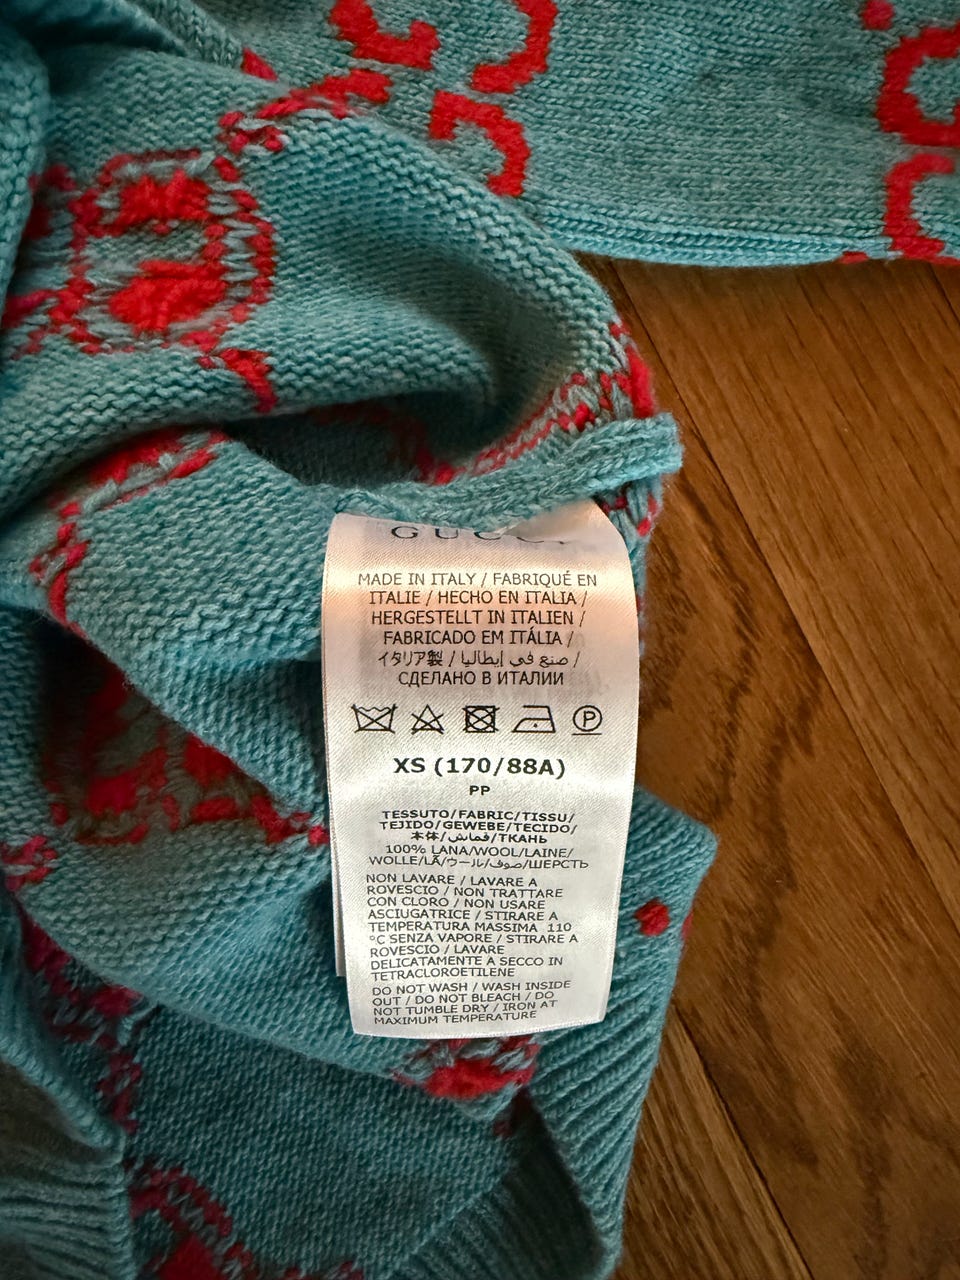 GUCCI
MADE IN ITALY / FABRIQUÉ EN
ITALIE / HECHO EN ITALIA /
HERGESTELLT IN ITALIEN /
FABRICADO EM ITÁLIA /
イタリア製 / صنع في إيطاليا /
СДЕЛАНО В ИТАЛИИ
P
XS (170/88A)
PP
TESSUTO/FABRIC/TISSU/
TEJIDO/GEWEBE/TECIDO/
本体/قماش/ТКАНЬ
100% LANA/WOOL/LAINE/
WOLLE/LÃ/ウール/صوف/ШЕРСТЬ
NON LAVARE / LAVARE A
ROVESCIO / NON TRATTARE
CON CLORO / NON USARE
ASCIUGATRICE / STIRARE A
TEMPERATURA MASSIMA 110
°C SENZA VAPORE / STIRARE A
ROVESCIO / LAVARE
DELICATAMENTE A SECCO IN
TETRACLOROETILENE
DO NOT WASH / WASH INSIDE
OUT / DO NOT BLEACH / DO
NOT TUMBLE DRY / IRON AT
MAXIMUM TEMPERATURE